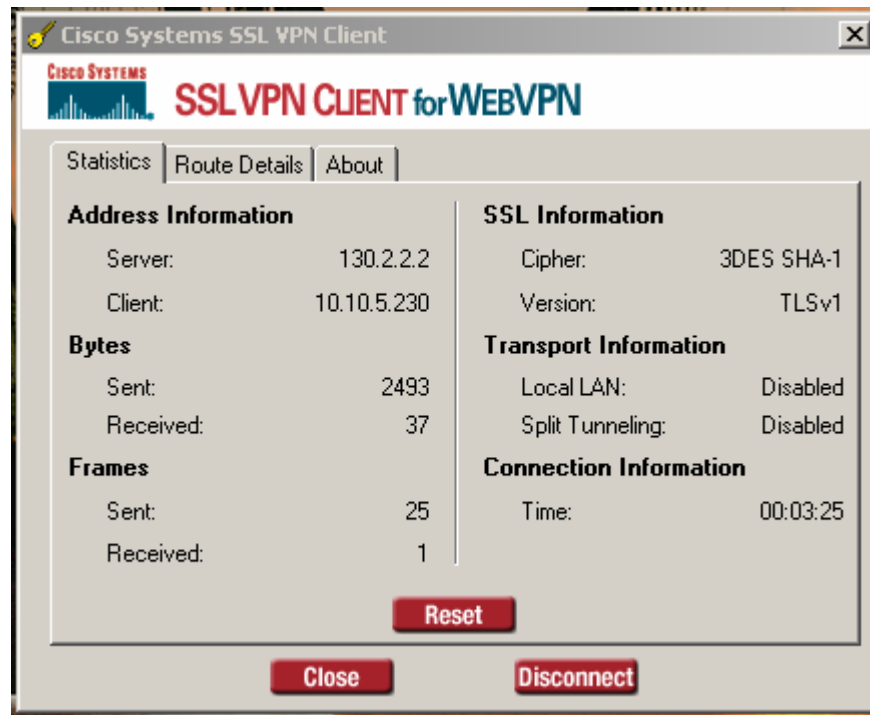 Cisco Systems SSL VPN Client
CISCO SYSTEMS
SSL VPN CLIENT for WEBVPN
Statistics Route Details About
Address Information
Server: 130.2.2.2
Client: 10.10.5.230
Bytes
Sent: 2493
Received: 37
Frames
Sent: 25
Received: 1
SSL Information
Cipher: 3DES SHA-1
Version: TLSv1
Transport Information
Local LAN: Disabled
Split Tunneling: Disabled
Connection Information
Time: 00:03:25
Reset
Close Disconnect